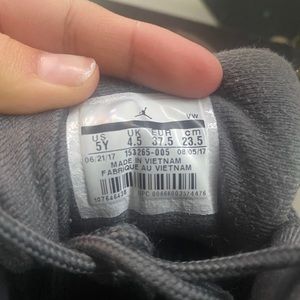 VW
US UK EUR cm
5Y 4.5 37.5 23.5
06/21/17 153265-005 08/05/17
MADE IN VIETNAM
FABRIQUE AU VIETNAM